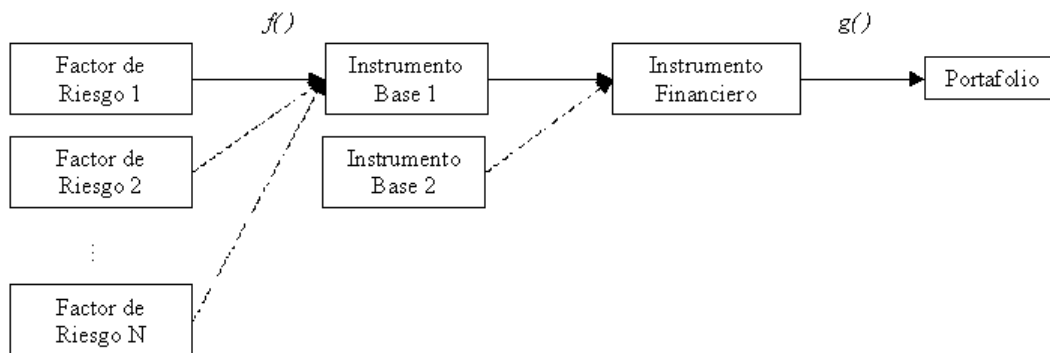 f()
g()
Factor de
Riesgo 1
Instrumento
Base 1
Instrumento
Financiero
Portafolio
Factor de
Riesgo 2
Instrumento
Base 2
⋮
Factor de
Riesgo N